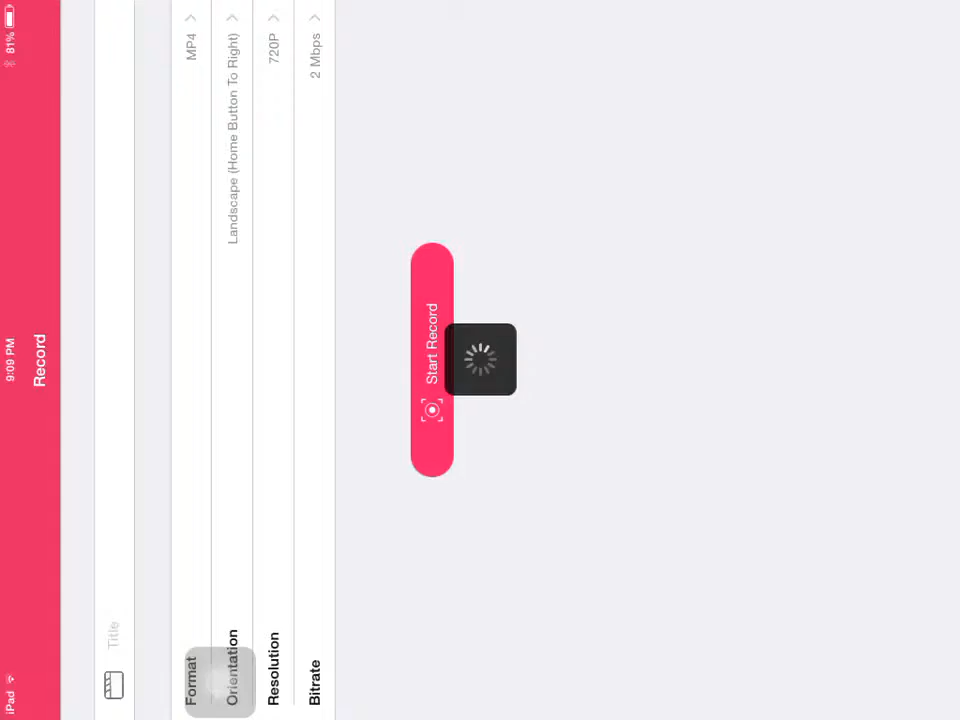 iPad 9:09 PM 81%
Record
Title
Format MP4
Orientation Landscape (Home Button To Right)
Resolution 720P
Bitrate 2 Mbps
Start Record